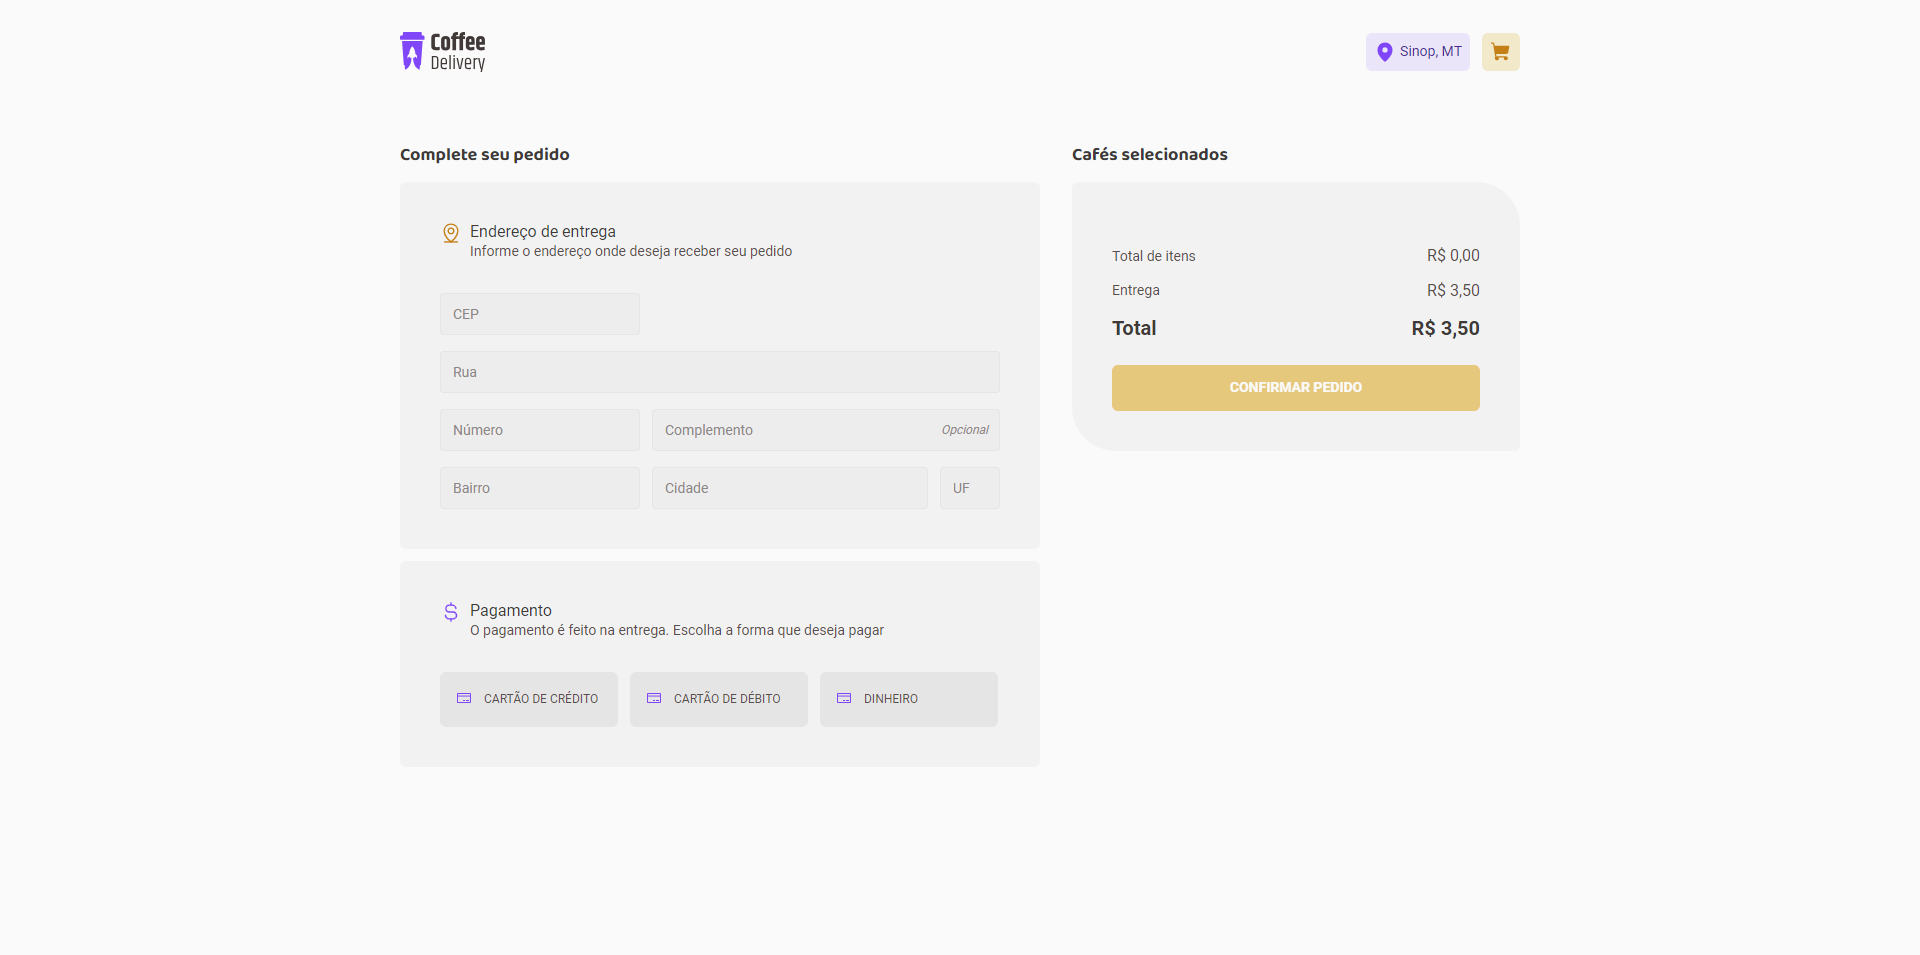 Coffee
Delivery
Sinop, MT
Complete seu pedido
Endereço de entrega
Informe o endereço onde deseja receber seu pedido
CEP
Rua
Número
Complemento
Opcional
Bairro
Cidade
UF
Pagamento
O pagamento é feito na entrega. Escolha a forma que deseja pagar
CARTÃO DE CRÉDITO
CARTÃO DE DÉBITO
DINHEIRO
Cafés selecionados
Total de itens R$ 0,00
Entrega R$ 3,50
Total R$ 3,50
CONFIRMAR PEDIDO